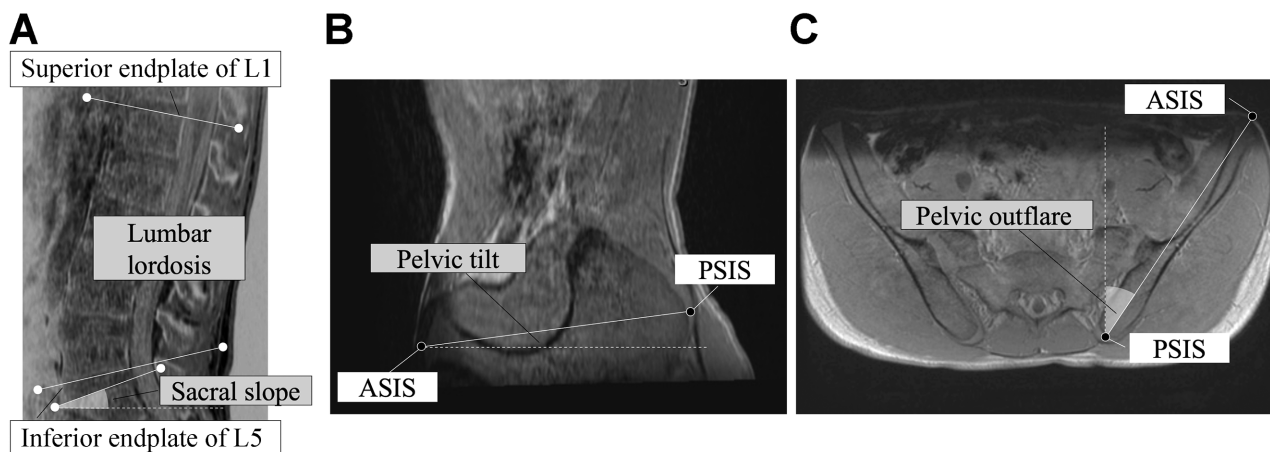 A
B
C
Superior endplate of L1
Lumbar
lordosis
Sacral slope
Inferior endplate of L5
S
Pelvic tilt
PSIS
ASIS
ASIS
Pelvic outflare
PSIS